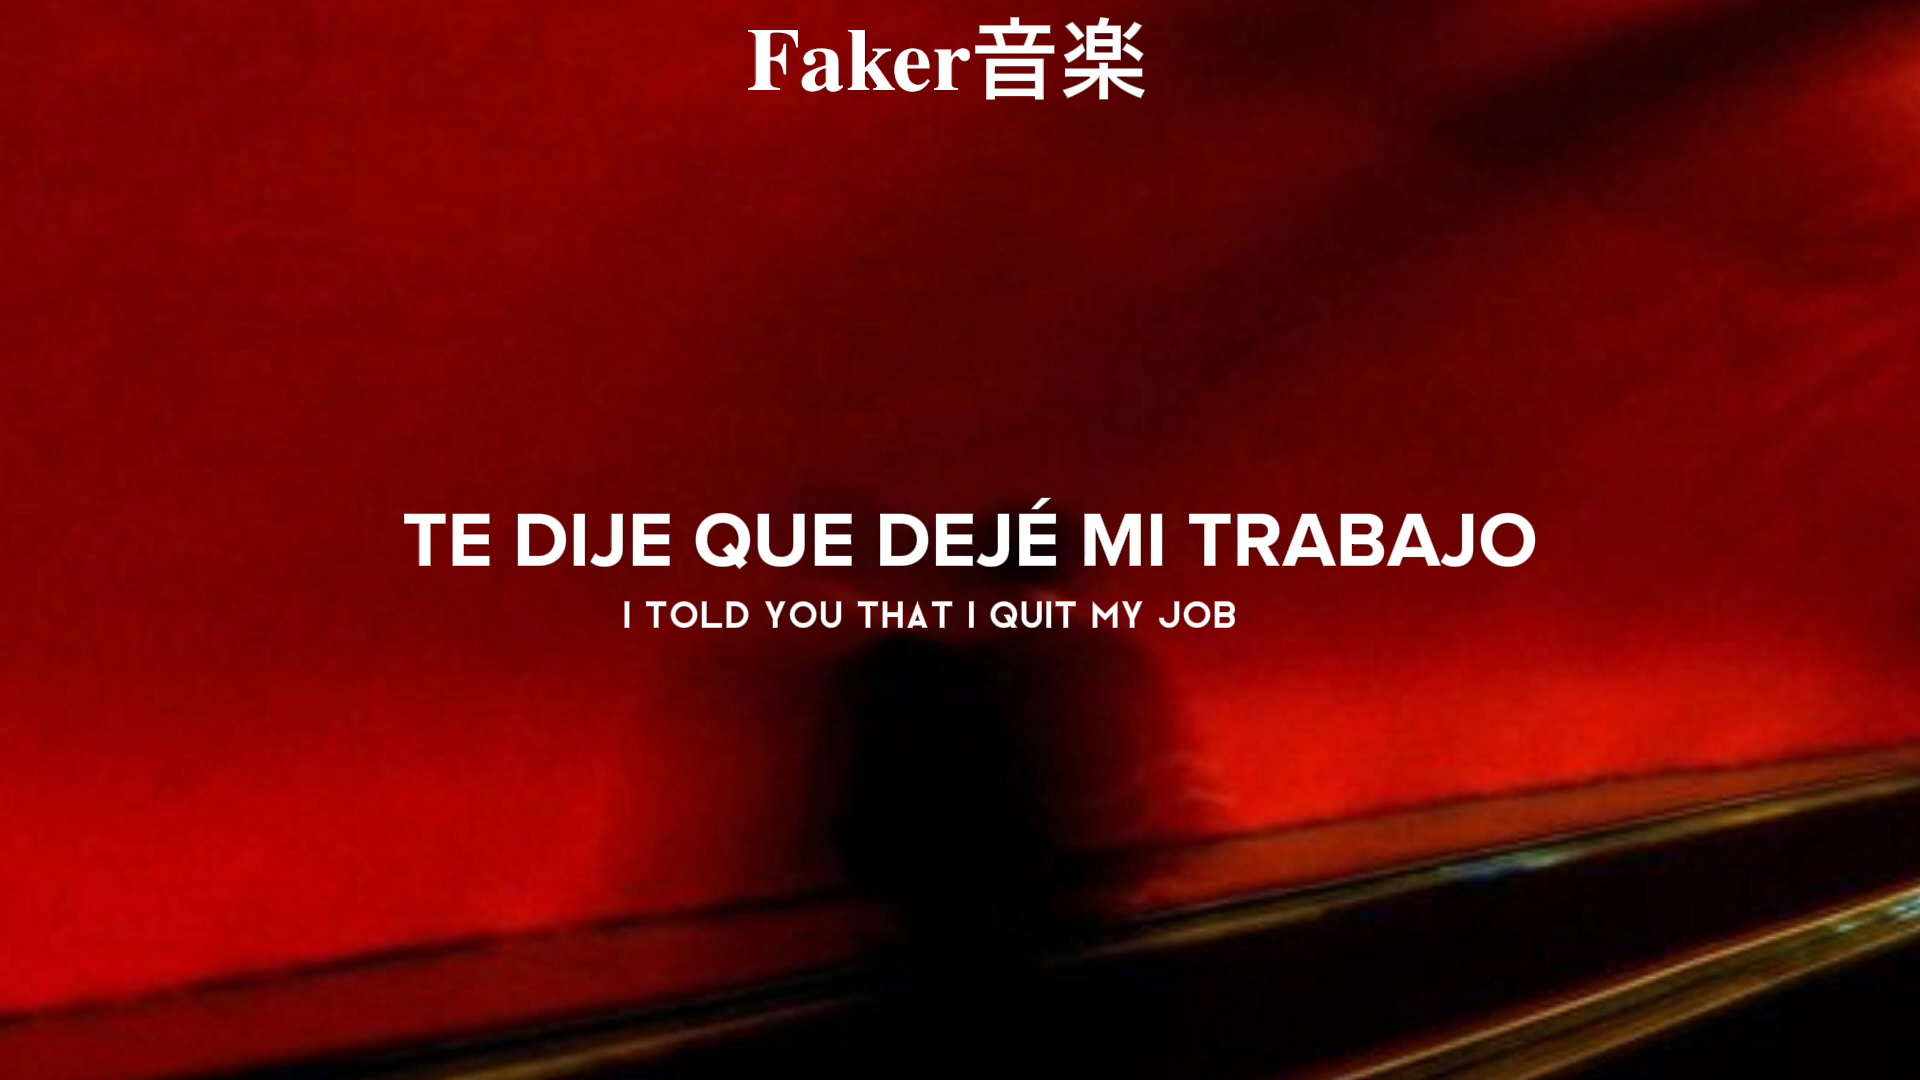 Faker音楽
TE DIJE QUE DEJÉ MI TRABAJO
I TOLD YOU THAT I QUIT MY JOB